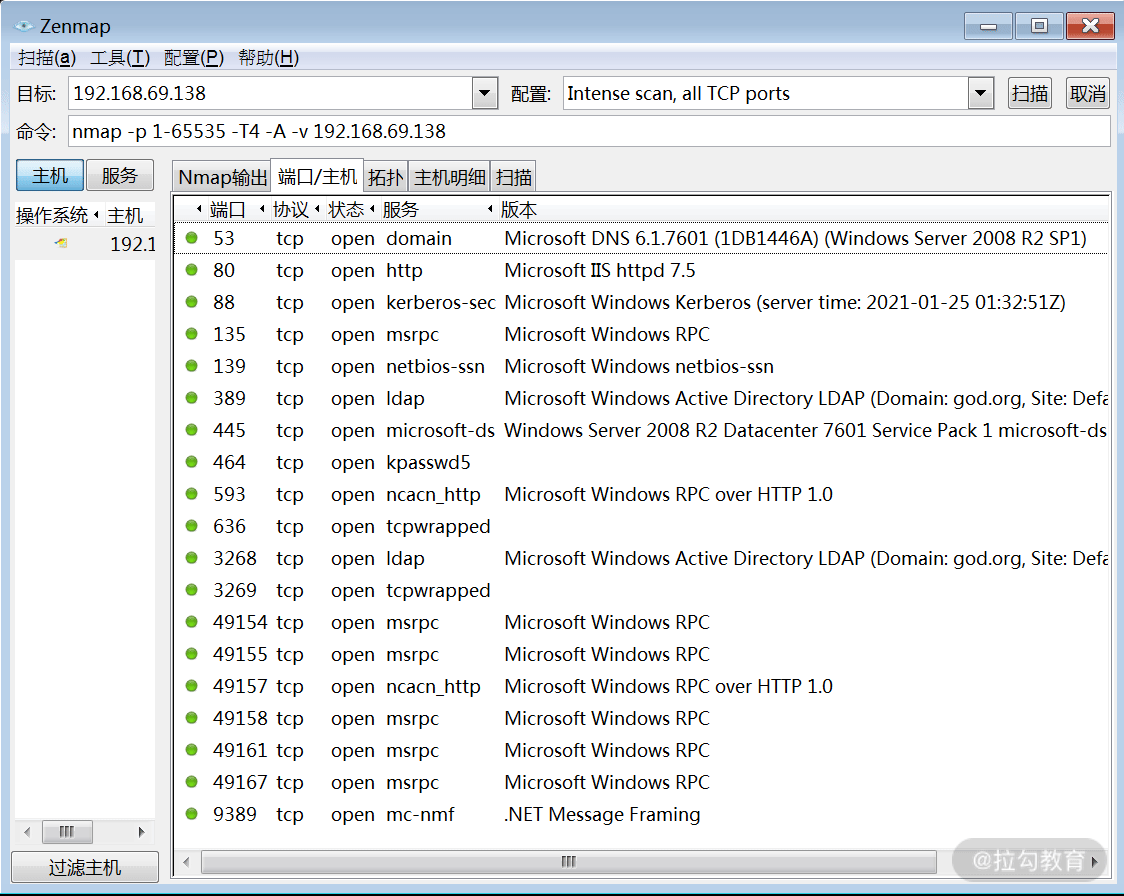 Zenmap
扫描(a) 工具(T) 配置(P) 帮助(H)
目标: 192.168.69.138 配置: Intense scan, all TCP ports 扫描 取消
命令: nmap -p 1-65535 -T4 -A -v 192.168.69.138
主机 服务 Nmap输出 端口/主机 拓扑 主机明细 扫描
操作系统 主机 端口 协议 状态 服务 版本
192.1 53 tcp open domain Microsoft DNS 6.1.7601 (1DB1446A) (Windows Server 2008 R2 SP1)
80 tcp open http Microsoft IIS httpd 7.5
88 tcp open kerberos-sec Microsoft Windows Kerberos (server time: 2021-01-25 01:32:51Z)
135 tcp open msrpc Microsoft Windows RPC
139 tcp open netbios-ssn Microsoft Windows netbios-ssn
389 tcp open ldap Microsoft Windows Active Directory LDAP (Domain: god.org, Site: Defa
445 tcp open microsoft-ds Windows Server 2008 R2 Datacenter 7601 Service Pack 1 microsoft-ds
464 tcp open kpasswd5
593 tcp open ncacn_http Microsoft Windows RPC over HTTP 1.0
636 tcp open tcpwrapped
3268 tcp open ldap Microsoft Windows Active Directory LDAP (Domain: god.org, Site: Defa
3269 tcp open tcpwrapped
49154 tcp open msrpc Microsoft Windows RPC
49155 tcp open msrpc Microsoft Windows RPC
49157 tcp open ncacn_http Microsoft Windows RPC over HTTP 1.0
49158 tcp open msrpc Microsoft Windows RPC
49161 tcp open msrpc Microsoft Windows RPC
49167 tcp open msrpc Microsoft Windows RPC
9389 tcp open mc-nmf .NET Message Framing
过滤主机
@拉勾教育